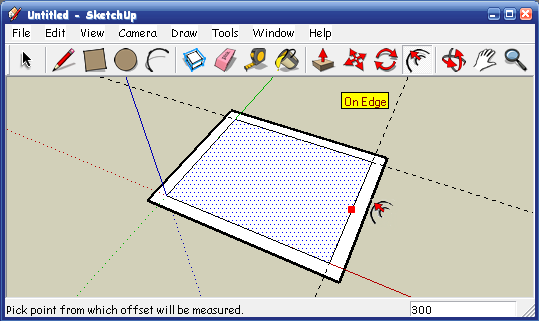 Untitled - SketchUp
File Edit View Camera Draw Tools Window Help
On Edge
Pick point from which offset will be measured. 300